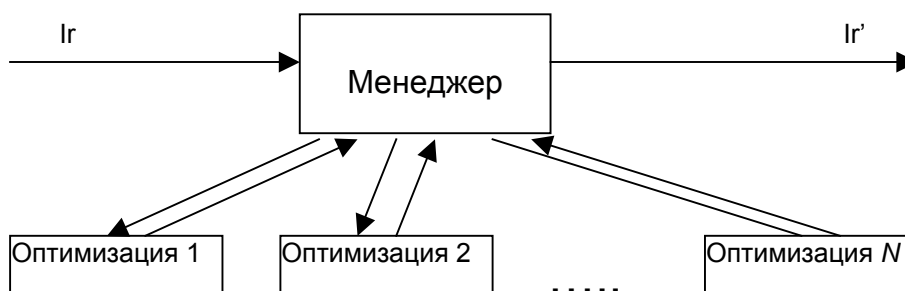 Ir
Ir’
Менеджер
Оптимизация 1
Оптимизация 2
.....
Оптимизация N